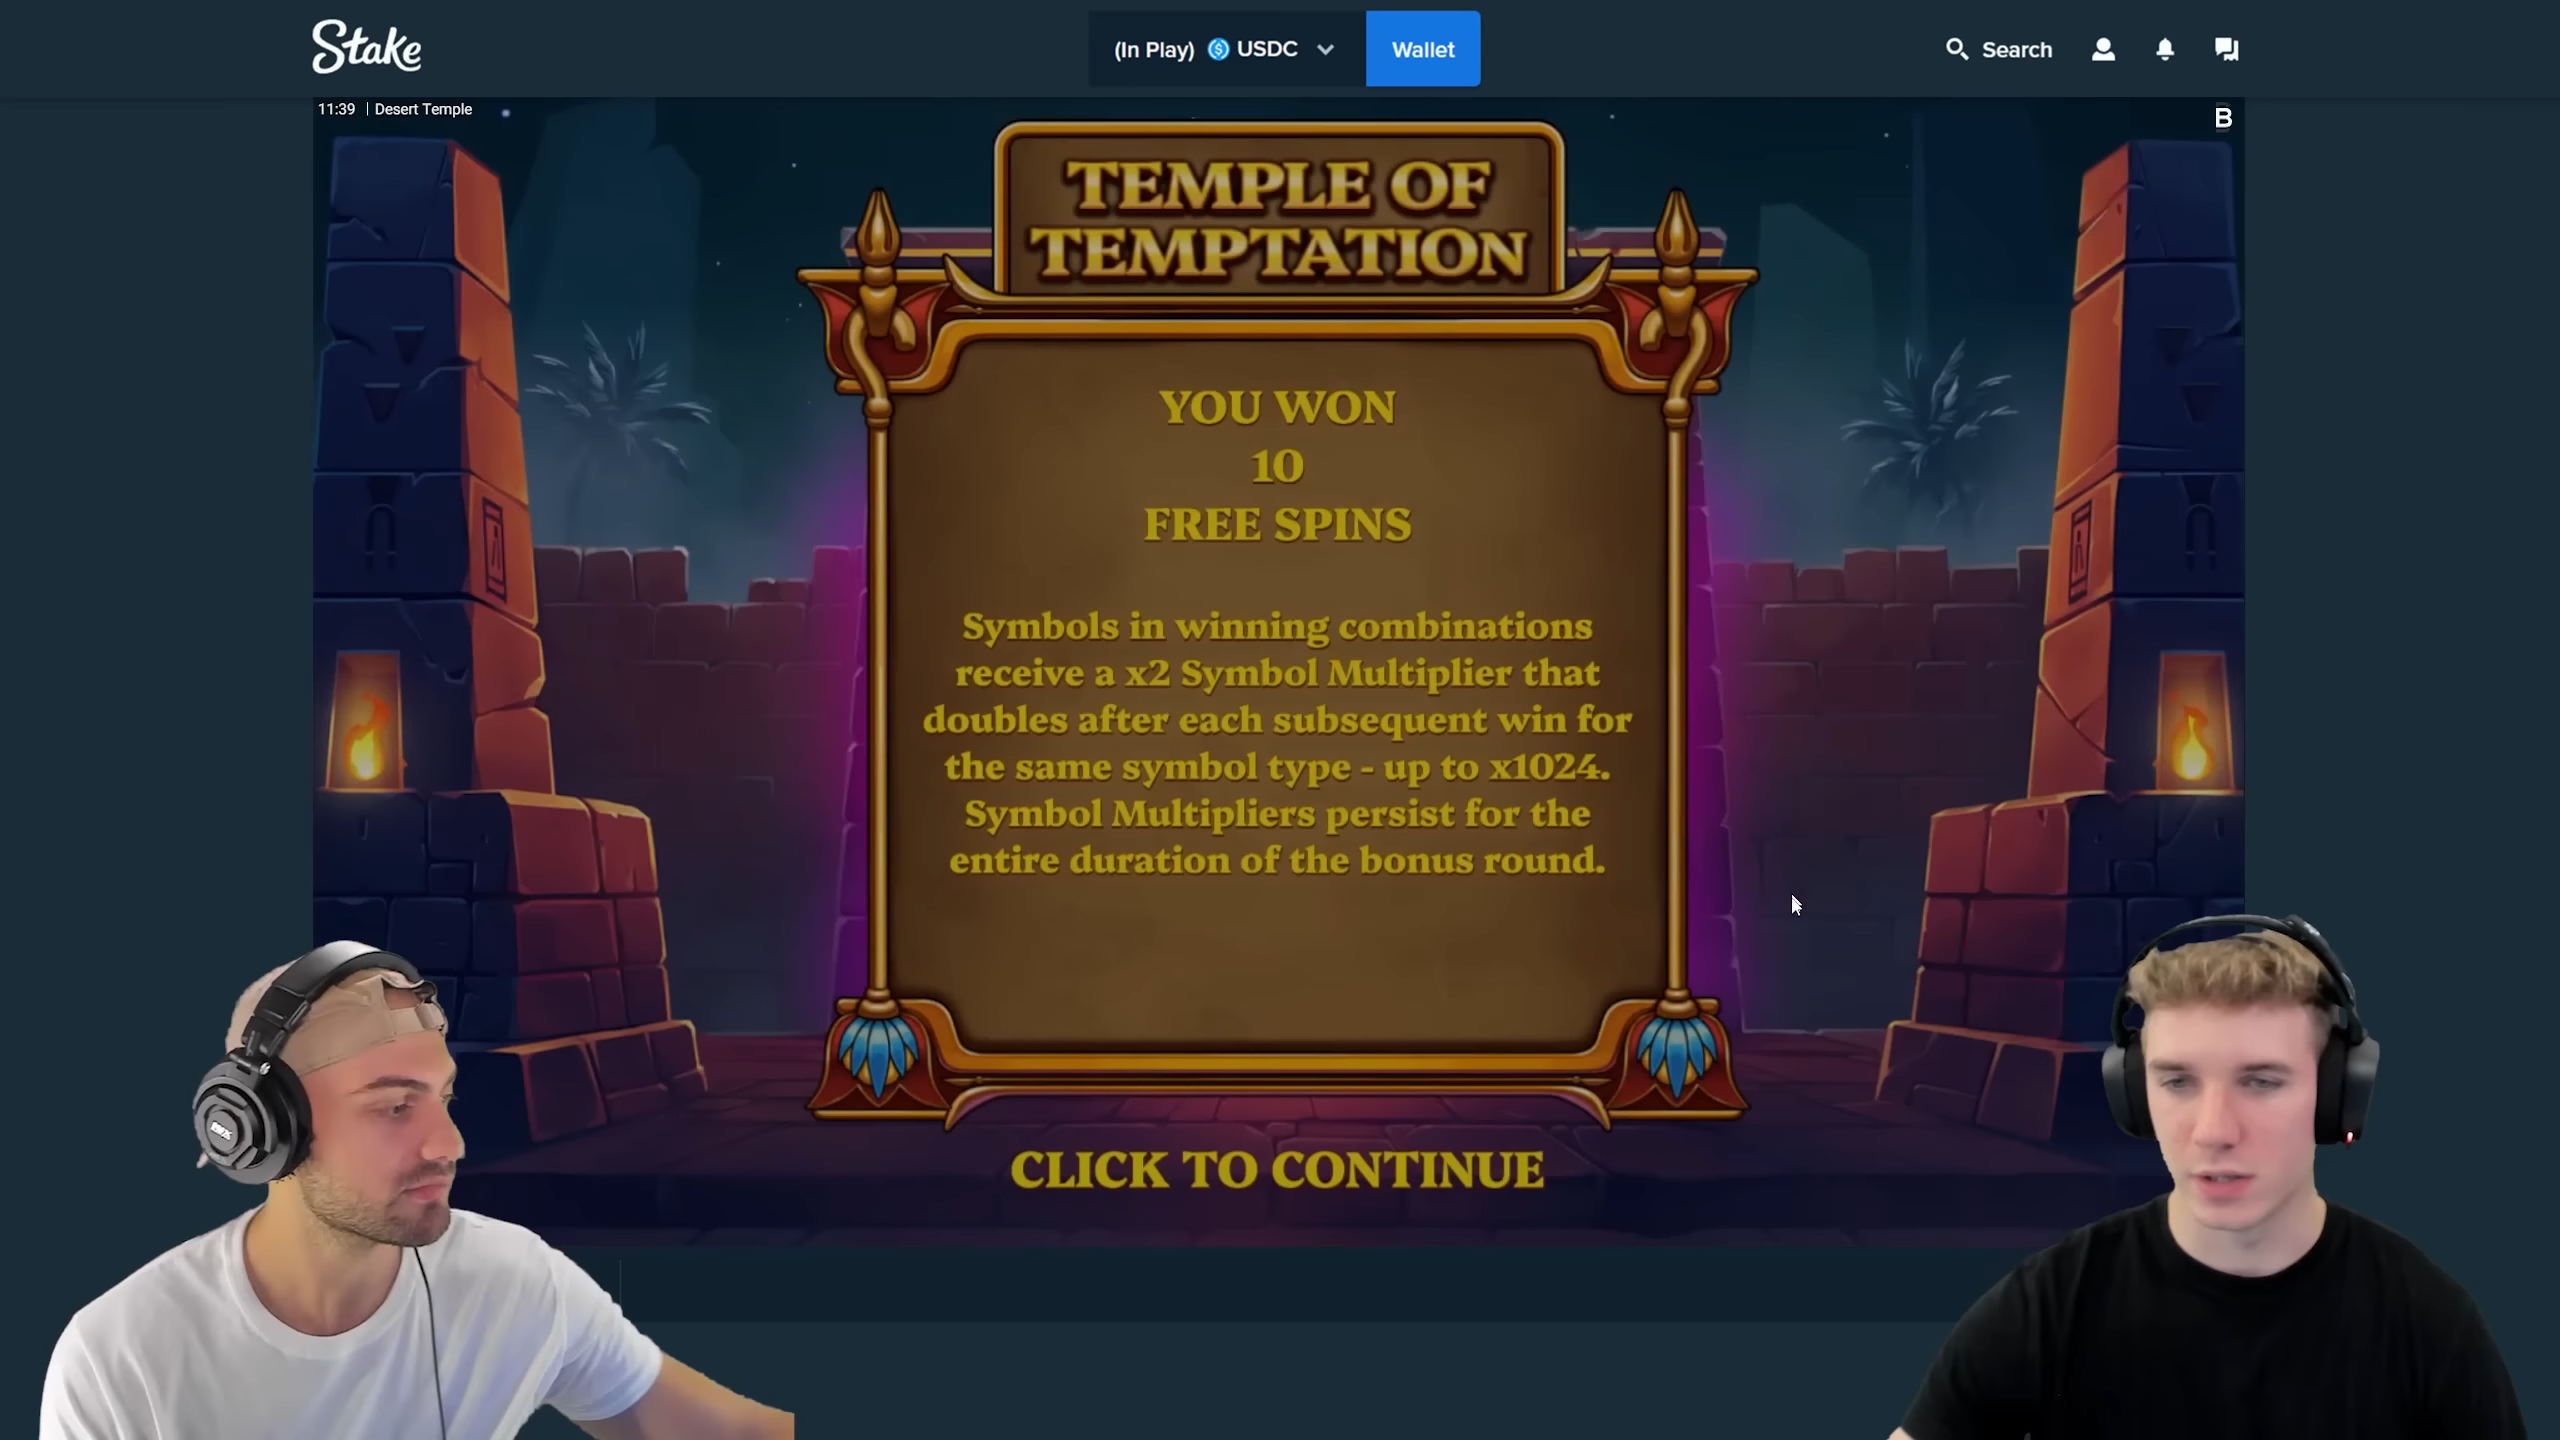 Stake
(In Play) USDC
Wallet
Search
11:39 | Desert Temple
B
TEMPLE OF
TEMPTATION
YOU WON
10
FREE SPINS
Symbols in winning combinations
receive a x2 Symbol Multiplier that
doubles after each subsequent win for
the same symbol type - up to x1024.
Symbol Multipliers persist for the
entire duration of the bonus round.
CLICK TO CONTINUE